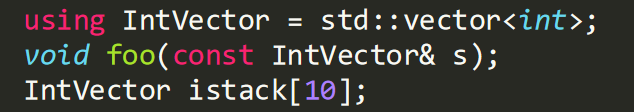 using IntVector = std::vector<int>;
void foo(const IntVector& s);
IntVector istack[10];